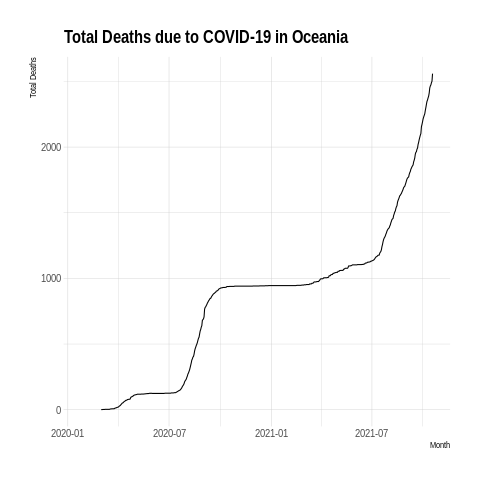 Total Deaths due to COVID-19 in Oceania
Total Deaths
2000
1000
0
2020-01 2020-07 2021-01 2021-07
Month